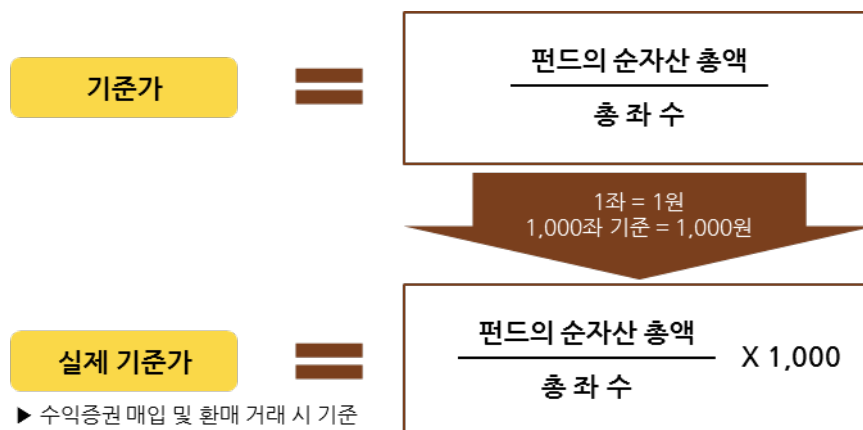 기준가
펀드의 순자산 총액
총 좌 수
1좌 = 1원
1,000좌 기준 = 1,000원
실제 기준가
펀드의 순자산 총액
총 좌 수
X 1,000
▶ 수익증권 매입 및 환매 거래 시 기준